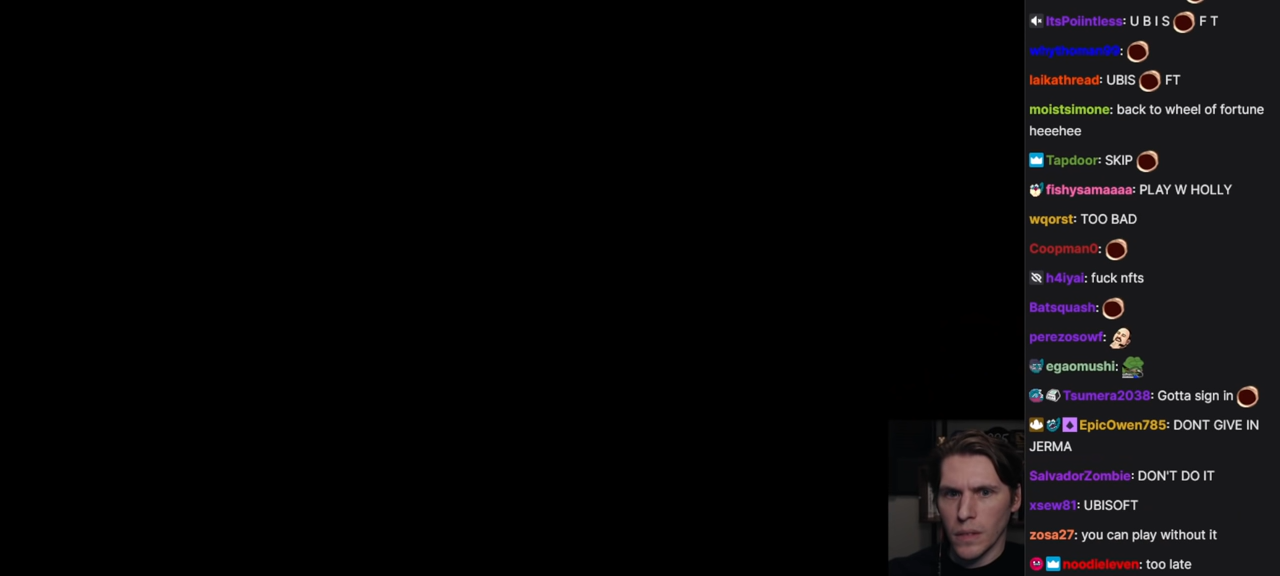 ItsPoiintless: U B I S F T
whythoman99:
laikathread: UBIS FT
moistsimone: back to wheel of fortune
heeehee
Tapdoor: SKIP
fishysamaaaa: PLAY W HOLLY
wqorst: TOO BAD
Coopman0:
h4iyai: fuck nfts
Batsquash:
perezosowf:
egaomushi:
Tsumera2038: Gotta sign in
EpicOwen785: DONT GIVE IN
JERMA
SalvadorZombie: DON'T DO IT
xsew81: UBISOFT
zosa27: you can play without it
noodieleven: too late